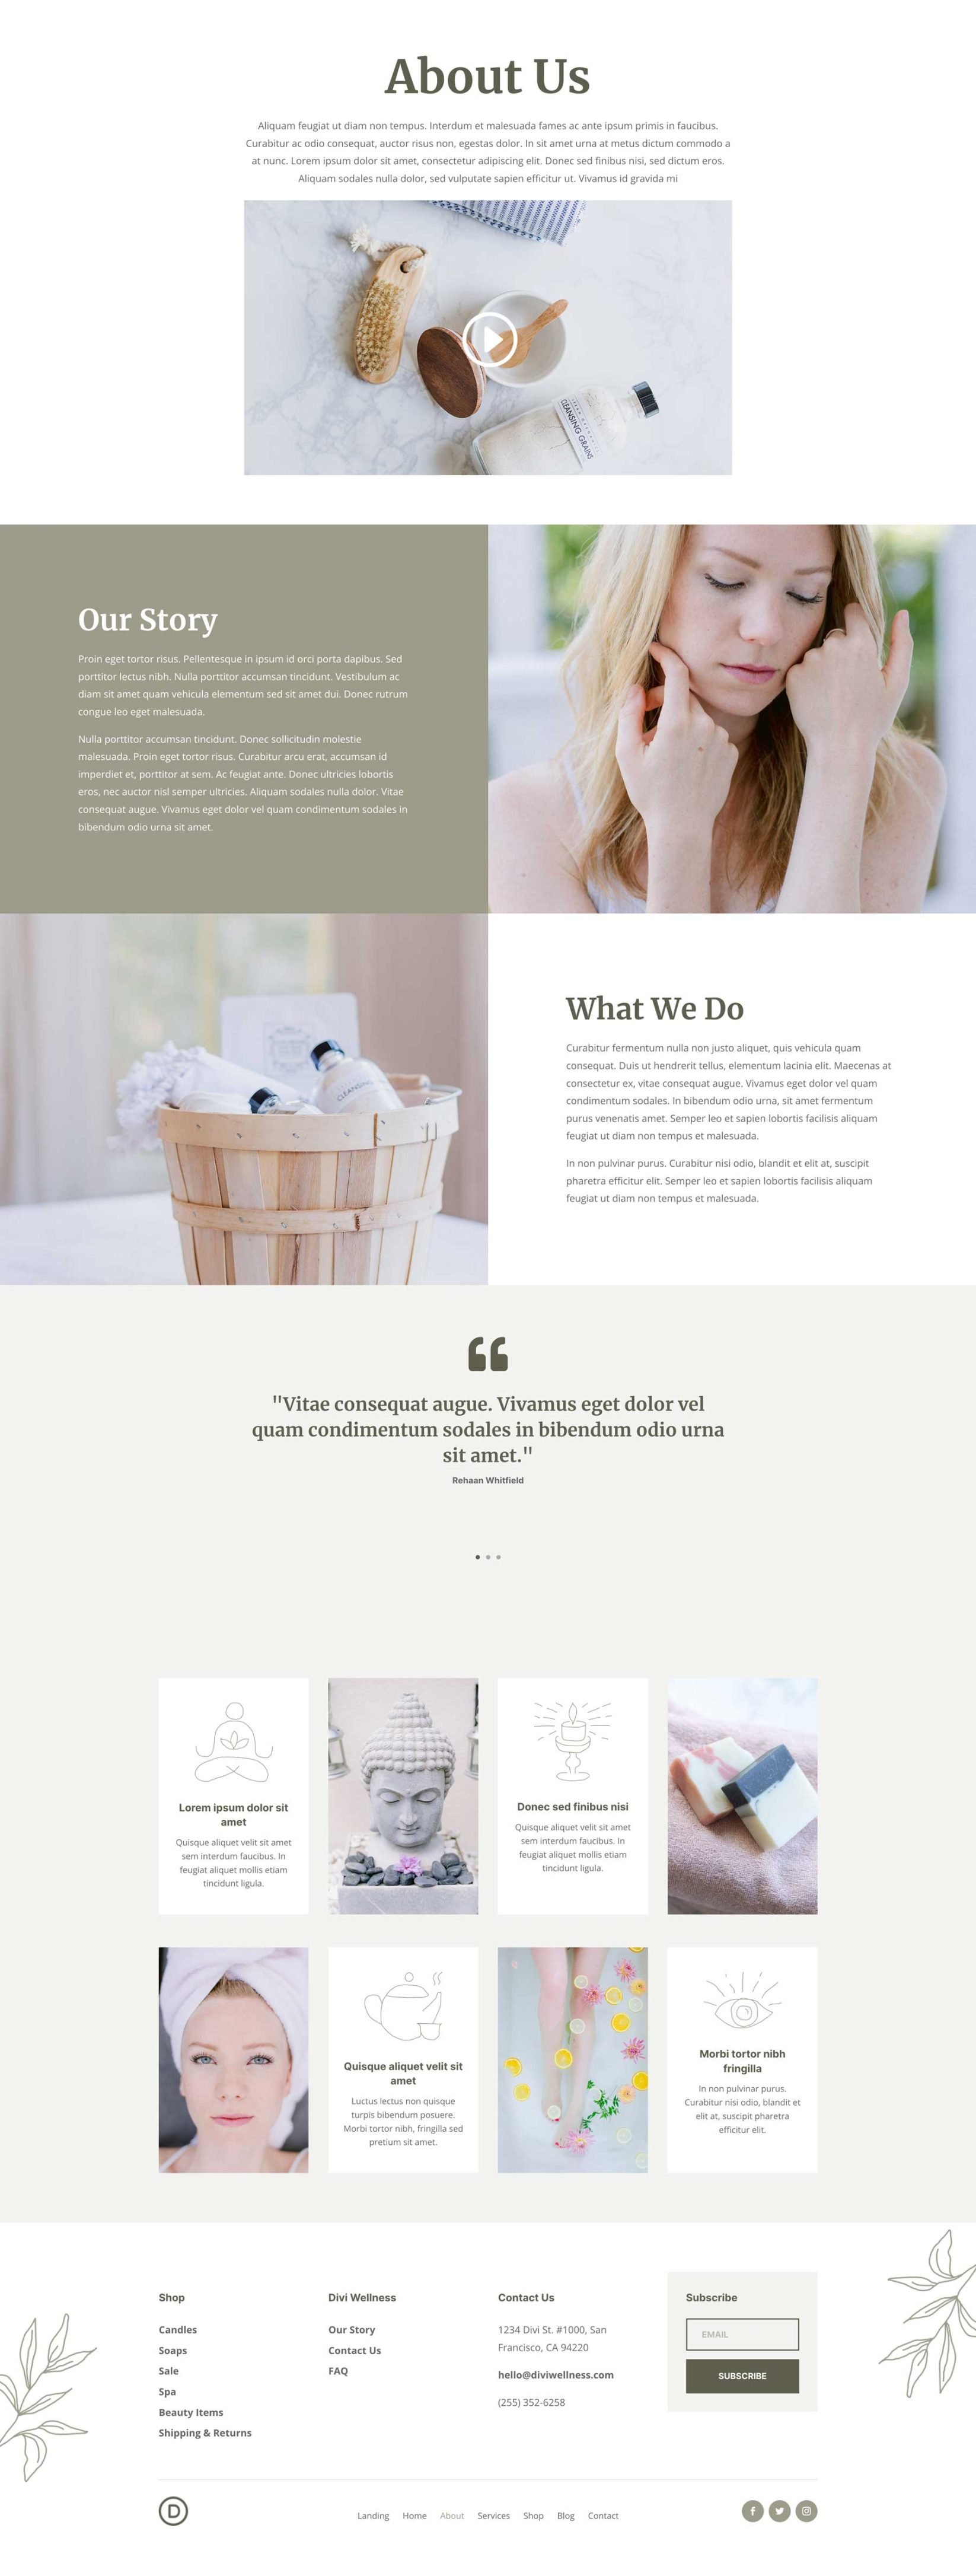 About Us
Aliquam feugiat ut diam non tempus. Interdum et malesuada fames ac ante ipsum primis in faucibus.
Curabitur ac odio consequat, auctor risus non, egestas dolor. In sit amet urna at metus dictum commodo a
at nunc. Lorem ipsum dolor sit amet, consectetur adipiscing elit. Donec sed finibus nisi, sed dictum eros.
Aliquam sodales nulla dolor, sed vulputate sapien efficitur ut. Vivamus id gravida mi
CLEANSING GRAINS
Our Story
Proin eget tortor risus. Pellentesque in ipsum id orci porta dapibus. Sed
porttitor lectus nibh. Nulla porttitor accumsan tincidunt. Vestibulum ac
diam sit amet quam vehicula elementum sed sit amet dui. Donec rutrum
congue leo eget malesuada.
Nulla porttitor accumsan tincidunt. Donec sollicitudin molestie
malesuada. Proin eget tortor risus. Curabitur arcu erat, accumsan id
imperdiet et, porttitor at sem. Ac feugiat ante. Donec ultricies lobortis
eros, nec auctor nisl semper ultricies. Aliquam sodales nulla dolor. Vitae
consequat augue. Vivamus eget dolor vel quam condimentum sodales in
bibendum odio urna sit amet.
CLEANSING
What We Do
Curabitur fermentum nulla non justo aliquet, quis vehicula quam
consequat. Duis ut hendrerit tellus, elementum lacinia elit. Maecenas at
consectetur ex, vitae consequat augue. Vivamus eget dolor vel quam
condimentum sodales. In bibendum odio urna, sit amet fermentum
purus venenatis amet. Semper leo et sapien lobortis facilisis aliquam
feugiat ut diam non tempus et malesuada.
In non pulvinar purus. Curabitur nisi odio, blandit et elit at, suscipit
pharetra efficitur elit. Semper leo et sapien lobortis facilisis aliquam
feugiat ut diam non tempus et malesuada.
"Vitae consequat augue. Vivamus eget dolor vel
quam condimentum sodales in bibendum odio urna
sit amet."
Rehaan Whitfield
Lorem ipsum dolor sit
amet
Quisque aliquet velit sit amet
sem interdum faucibus. In
feugiat aliquet mollis etiam
tincidunt ligula.
Donec sed finibus nisi
Quisque aliquet velit sit amet
sem interdum faucibus. In
feugiat aliquet mollis etiam
tincidunt ligula.
Quisque aliquet velit sit
amet
Luctus lectus non quisque
turpis bibendum posuere.
Morbi tortor nibh, fringilla sed
pretium sit amet.
Morbi tortor nibh
fringilla
In non pulvinar purus.
Curabitur nisi odio, blandit et
elit at, suscipit pharetra
efficitur elit.
Shop
Candles
Soaps
Sale
Spa
Beauty Items
Shipping & Returns
Divi Wellness
Our Story
Contact Us
FAQ
Contact Us
1234 Divi St. #1000, San
Francisco, CA 94220
hello@diviwellness.com
(255) 352-6258
Subscribe
EMAIL
SUBSCRIBE
D
Landing Home About Services Shop Blog Contact